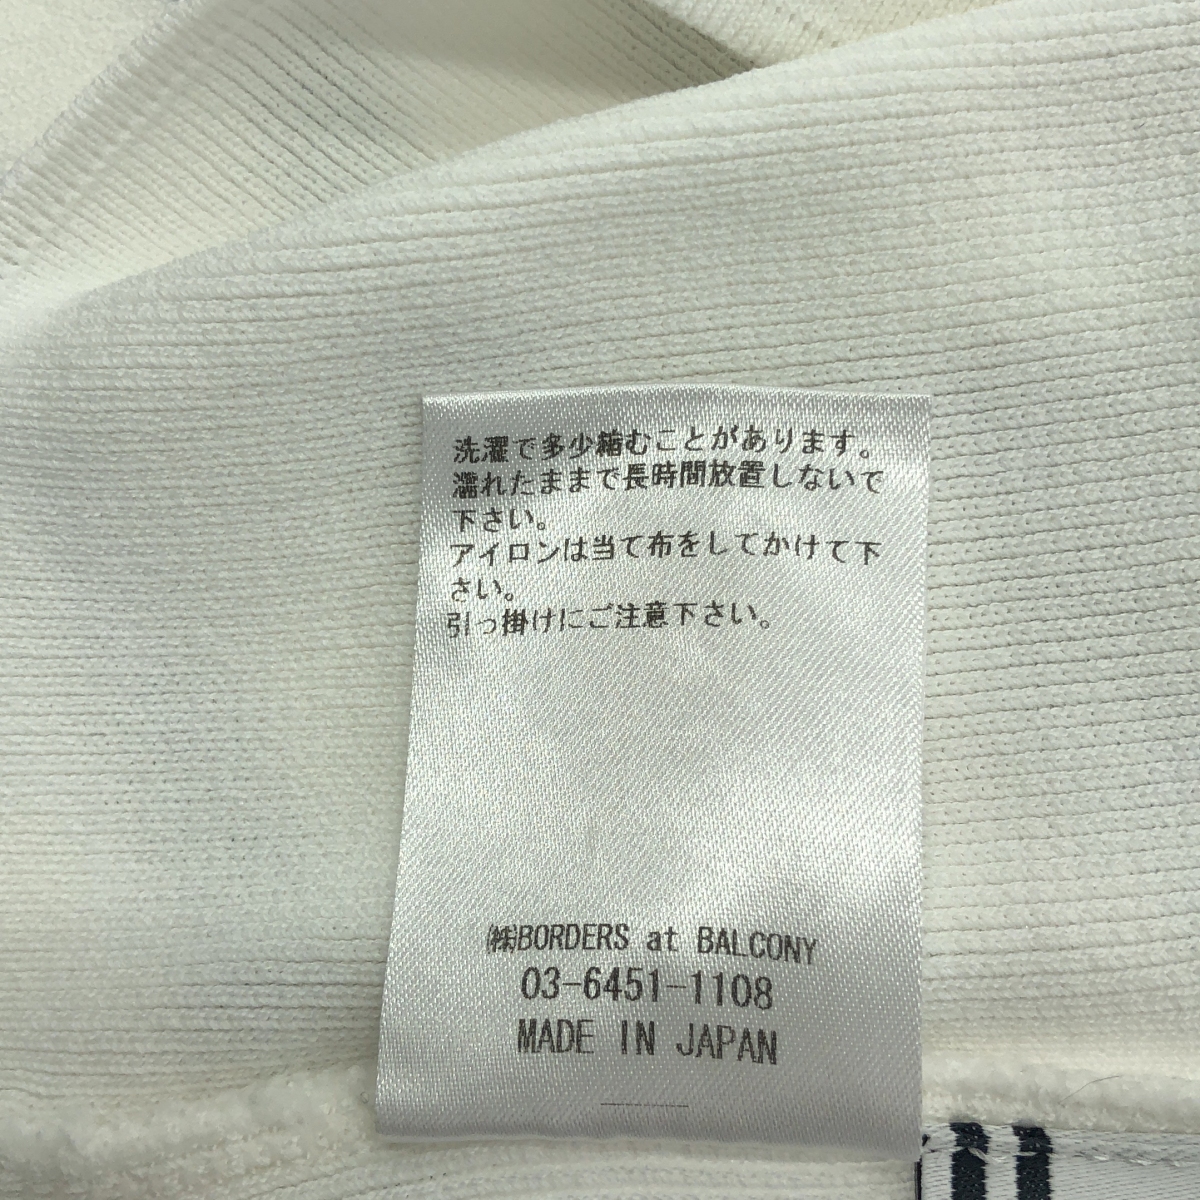 洗濯で多少縮むことがあります。
濡れたままで長時間放置しないで
下さい。
アイロンは当て布をしてかけて下
さい。
引っ掛けにご注意下さい。
㈱BORDERS at BALCONY
03-6451-1108
MADE IN JAPAN